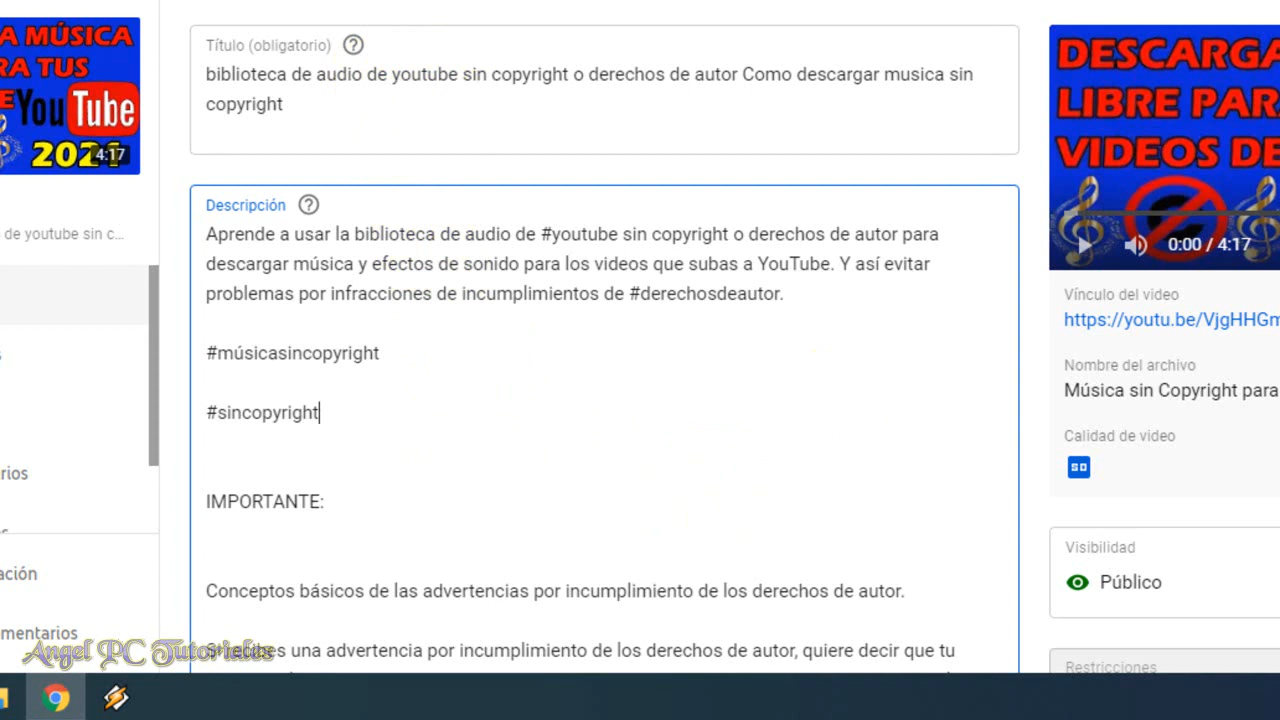 A MÚSICA
RA TUS
E YouTube
2021
4:17
de youtube sin c...
rios
ación
mentarios
Título (obligatorio)
biblioteca de audio de youtube sin copyright o derechos de autor Como descargar musica sin
copyright
Descripción
Aprende a usar la biblioteca de audio de #youtube sin copyright o derechos de autor para
descargar música y efectos de sonido para los videos que subas a YouTube. Y así evitar
problemas por infracciones de incumplimientos de #derechosdeautor.
#músicasincopyright
#sincopyright
IMPORTANTE:
Conceptos básicos de las advertencias por incumplimiento de los derechos de autor.
Si recibes una advertencia por incumplimiento de los derechos de autor, quiere decir que tu
DESCARGA
LIBRE PAR
VIDEOS DE
0:00 / 4:17
Vínculo del video
https://youtu.be/VjgHHGm
Nombre del archivo
Música sin Copyright para
Calidad de video
SD
Visibilidad
Público
Restricciones
Angel PC Tutoriales